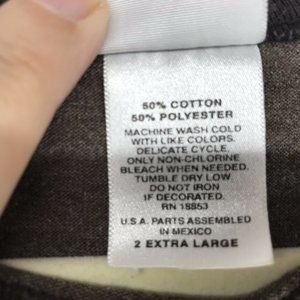 50% COTTON
50% POLYESTER
MACHINE WASH COLD
WITH LIKE COLORS.
DELICATE CYCLE.
ONLY NON-CHLORINE
BLEACH WHEN NEEDED.
TUMBLE DRY LOW.
DO NOT IRON
IF DECORATED.
RN 18853
U.S.A. PARTS ASSEMBLED
IN MEXICO
2 EXTRA LARGE